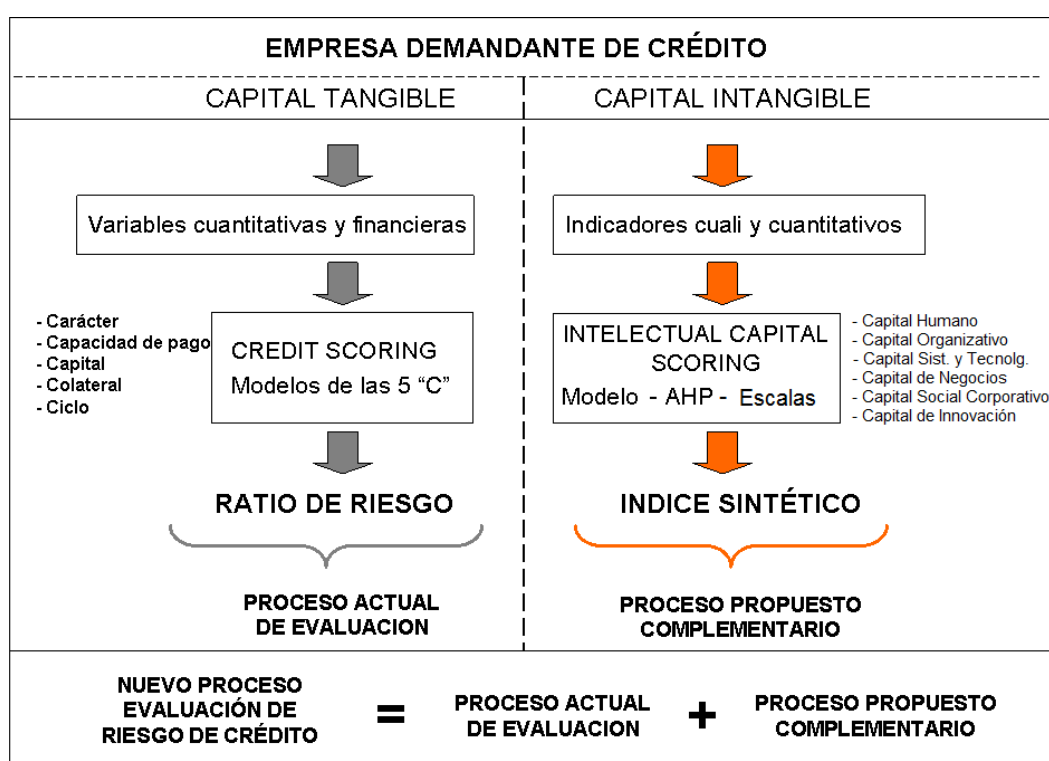 EMPRESA DEMANDANTE DE CRÉDITO
CAPITAL TANGIBLE
CAPITAL INTANGIBLE
Variables cuantitativas y financieras
Indicadores cuali y cuantitativos
- Carácter
- Capacidad de pago
- Capital
- Colateral
- Ciclo
CREDIT SCORING
Modelos de las 5 “C”
INTELECTUAL CAPITAL
SCORING
Modelo - AHP - Escalas
- Capital Humano
- Capital Organizativo
- Capital Sist. y Tecnolg.
- Capital de Negocios
- Capital Social Corporativo
- Capital de Innovación
RATIO DE RIESGO
INDICE SINTÉTICO
PROCESO ACTUAL
DE EVALUACION
PROCESO PROPUESTO
COMPLEMENTARIO
NUEVO PROCESO
EVALUACIÓN DE
RIESGO DE CRÉDITO
=
PROCESO ACTUAL
DE EVALUACION
+
PROCESO PROPUESTO
COMPLEMENTARIO